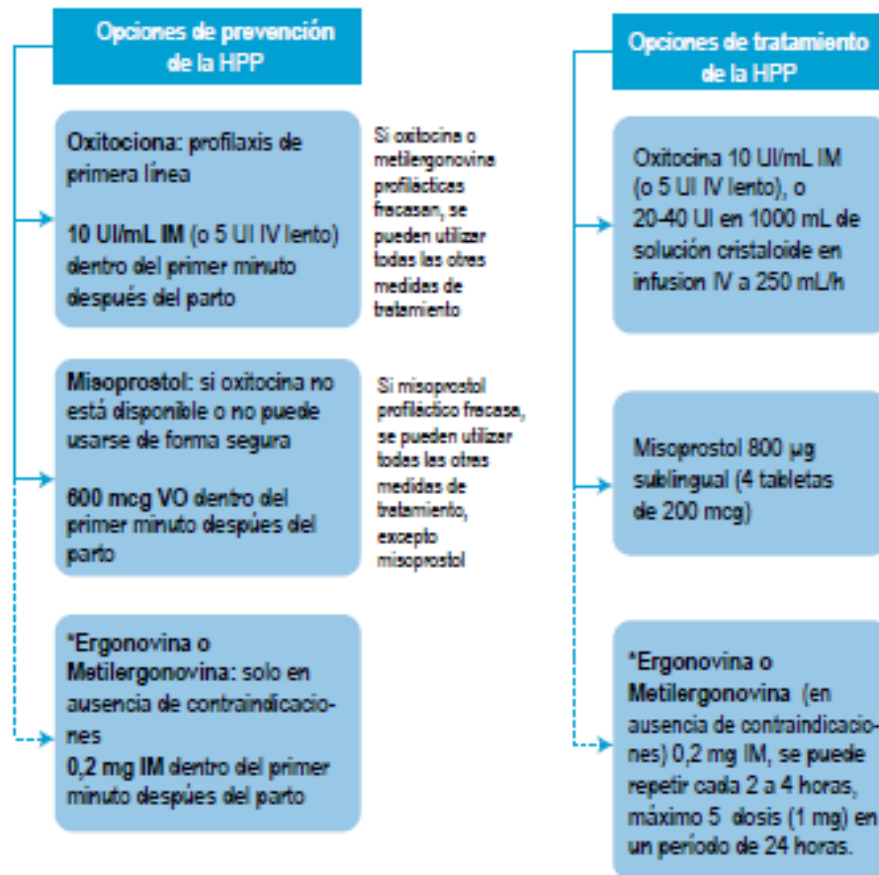 Opciones de prevención
de la HPP
Oxitociona: profilaxis de
primera línea
10 UI/mL IM (o 5 UI IV lento)
dentro del primer minuto
después del parto
Si oxitocina o
metilergonovina
profilácticas
fracasan, se
pueden utilizar
todas las otras
medidas de
tratamiento
Misoprostol: si oxitocina no
está disponible o no puede
usarse de forma segura
600 mcg VO dentro del
primer minuto despúes del
parto
Si misoprostol
profiláctico fracasa,
se pueden utilizar
todas las otras
medidas de
tratamiento,
excepto
misoprostol
*Ergonovina o
Metilergonovina: solo en
ausencia de contraindicacio-
nes
0,2 mg IM dentro del primer
minuto despúes del parto
Opciones de tratamiento
de la HPP
Oxitocina 10 UI/mL IM
(o 5 UI IV lento), o
20-40 UI en 1000 mL de
solución cristaloide en
infusion IV a 250 mL/h
Misoprostol 800 µg
sublingual (4 tabletas
de 200 mcg)
*Ergonovina o
Metilergonovina (en
ausencia de contraindicacio-
nes) 0,2 mg IM, se puede
repetir cada 2 a 4 horas,
máximo 5 dosis (1 mg) en
un período de 24 horas.